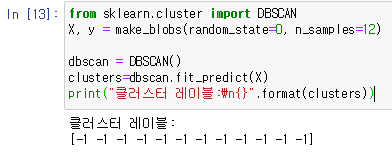 In [13]:
from sklearn.cluster import DBSCAN
X, y = make_blobs(random_state=0, n_samples=12)
dbscan = DBSCAN()
clusters=dbscan.fit_predict(X)
print("클러스터 레이블:₩n{}".format(clusters))
클러스터 레이블:
[-1 -1 -1 -1 -1 -1 -1 -1 -1 -1 -1 -1]